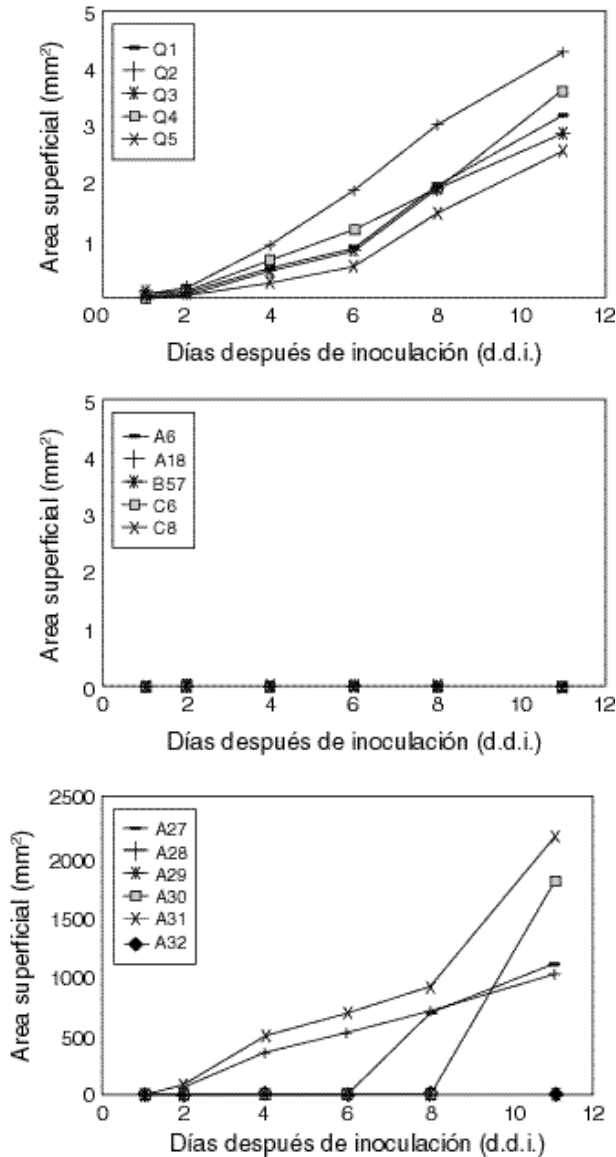 Area superficial (mm²)
5
4
3
2
1
00
2
4
6
8
10
12
Q1
Q2
Q3
Q4
Q5
Días después de inoculación (d.d.i.)
Area superficial (mm²)
5
4
3
2
1
0
0
2
4
6
8
10
12
A6
A18
B57
C6
C8
Días después de inoculación (d.d.i.)
Area superficial (mm²)
2500
2000
1500
1000
500
0
0
2
4
6
8
10
12
A27
A28
A29
A30
A31
A32
Días después de inoculación (d.d.i.)